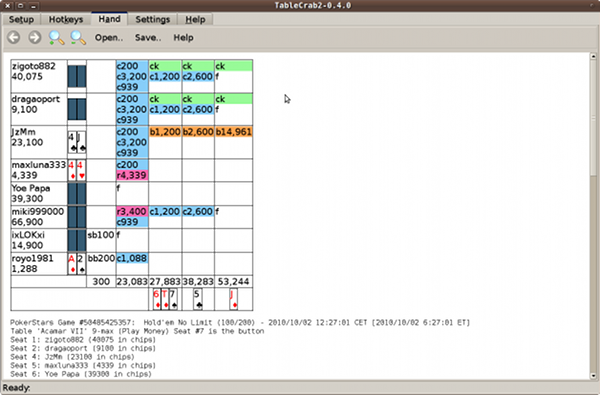 TableCrab2-0.4.0
Setup Hotkeys Hand Settings Help
Open.. Save.. Help
zigoto882 c200 ck ck ck
40,075 c3,200 c1,200 c2,600 f
c939
dragaoport c200 ck ck ck
9,100 c3,200 c1,200 c2,600 f
c939
JzMm 4 J c200 b1,200 b2,600 b14,961
23,100 c3,200
c939
maxluna333 4 4 c200
4,339 r4,339
Yoe Papa f
39,300
miki999000 r3,400 c1,200 c2,600 f
66,900 c939
ixLOKxi sb100 f
14,900
royo1981 A 2 bb200 c1,088
1,288
300 23,083 27,883 38,283 53,244
6 T 7 5 J
PokerStars Game #50485425357: Hold'em No Limit (100/200) - 2010/10/02 12:27:01 CET [2010/10/02 6:27:01 ET]
Table 'Acamar VII' 9-max (Play Money) Seat #7 is the button
Seat 1: zigoto882 (40075 in chips)
Seat 2: dragaoport (9100 in chips)
Seat 4: JzMm (23100 in chips)
Seat 5: maxluna333 (4339 in chips)
Seat 6: Yoe Papa (39300 in chips)
Ready: